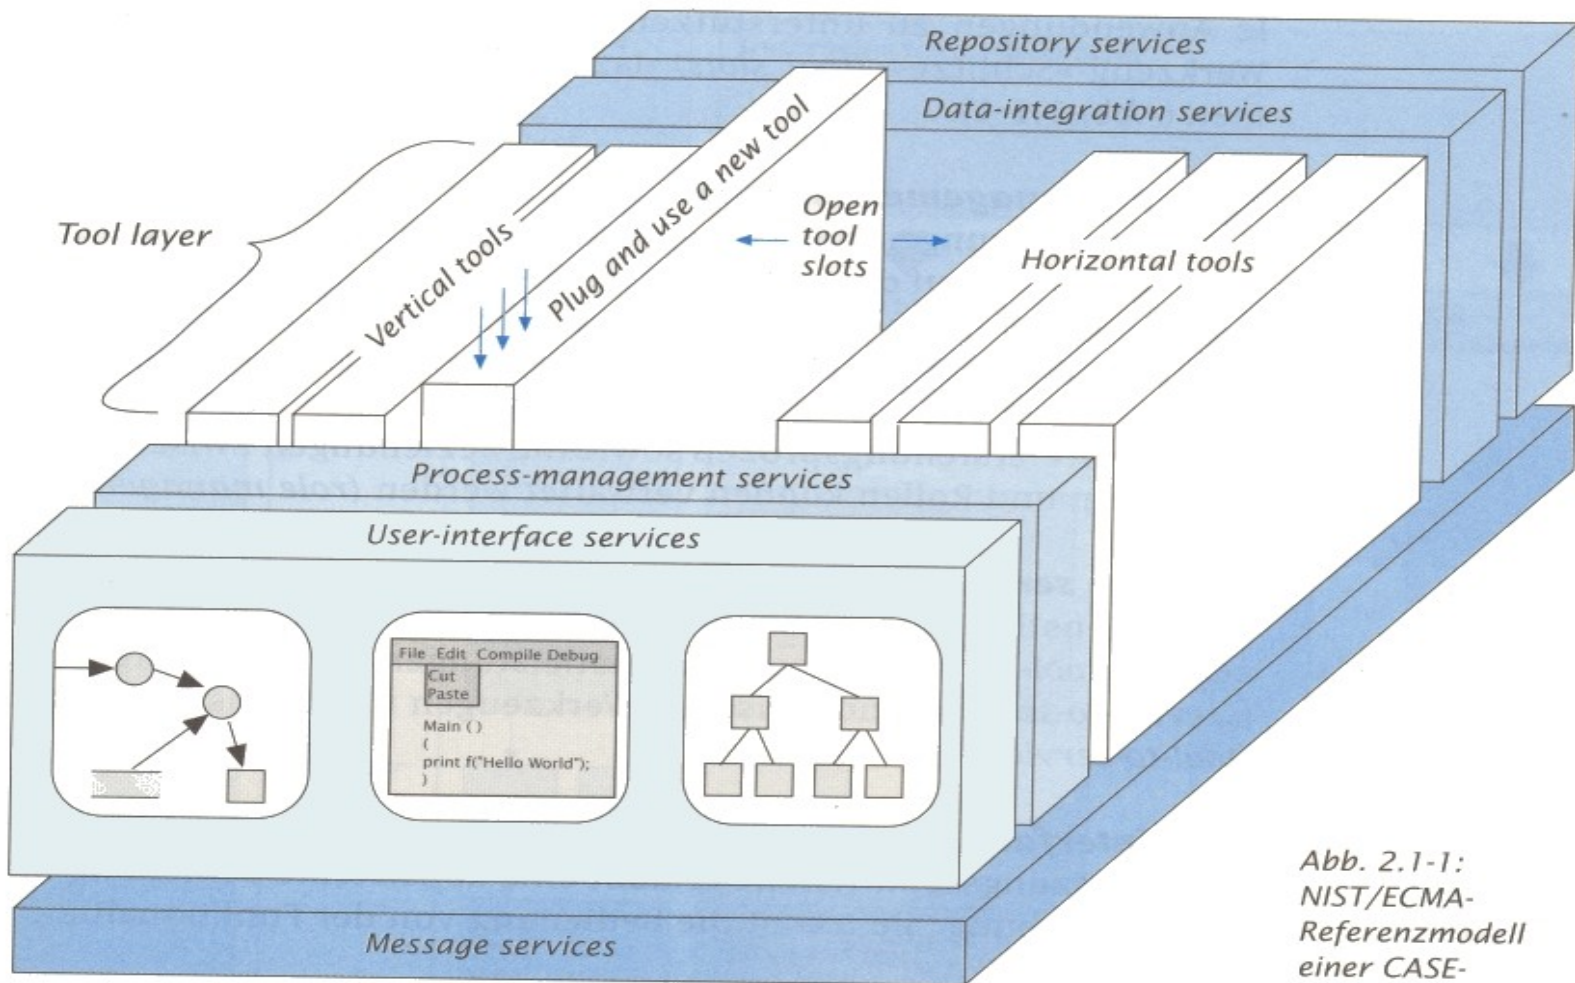 Repository services
Data-integration services
Tool layer
Vertical tools
Plug and use a new tool
Open
tool
slots
Horizontal tools
Process-management services
User-interface services
File Edit Compile Debug
Cut
Paste
Main ( )
(
print f("Hello World");
)
Message services
Abb. 2.1-1:
NIST/ECMA-
Referenzmodell
einer CASE-